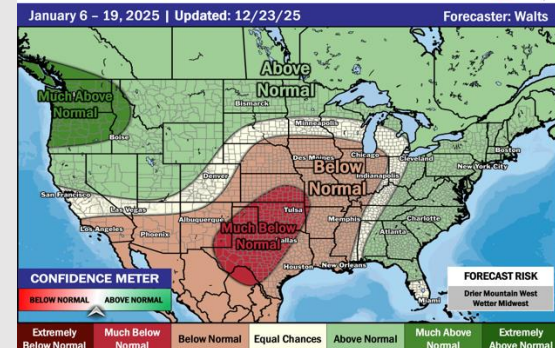 January 6 – 19, 2025 | Updated: 12/23/25
Forecaster: Walts
Above
Normal
Much Above
Normal
Bismarck
Minneapolis
Boise
Boston
Des Moines
Chicago
Cleveland
New York City
Below
Normal
Indianapolis
Denver
San Francisco
Las Vegas
Tulsa
Charlotte
Albuquerque
Memphis
Los Angeles
Much Below
Normal
Atlanta
Phoenix
allas
Houston
New Orleans
Miami
CONFIDENCE METER
BELOW NORMAL
ABOVE NORMAL
FORECAST RISK
Drier Mountain West
Wetter Midwest
Extremely
Below Normal
Much Below
Normal
Below Normal
Equal Chances
Above Normal
Much Above
Normal
Extremely
Above Normal